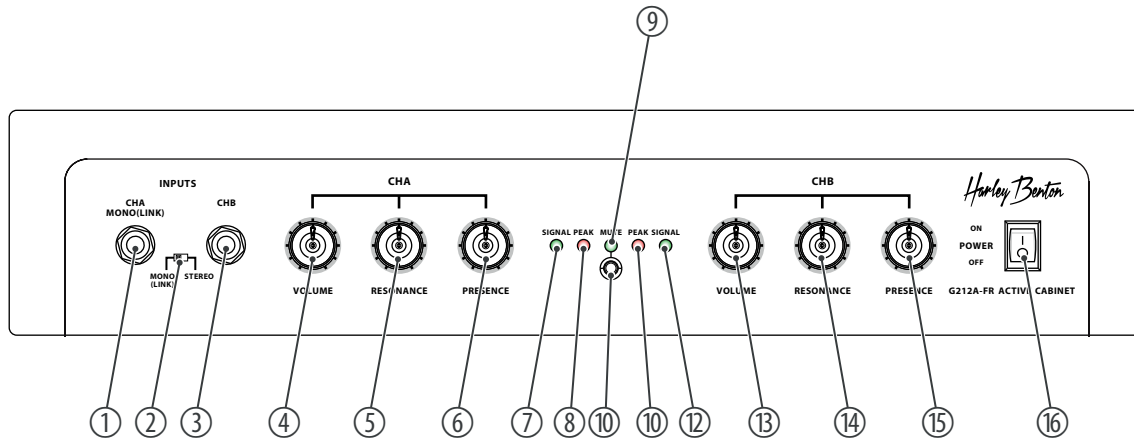 ⑨
INPUTS
CHA
MONO(LINK)
CHB
MONO
(LINK)
STEREO
CHA
VOLUME
RESONANCE
PRESENCE
SIGNAL PEAK MUTE PEAK SIGNAL
CHB
VOLUME
RESONANCE
PRESENCE
Harley Benton
ON
POWER
OFF
G212A-FR ACTIVE CABINET
① ② ③ ④ ⑤ ⑥ ⑦ ⑧ ⑩ ⑩ ⑫ ⑬ ⑭ ⑮ ⑯